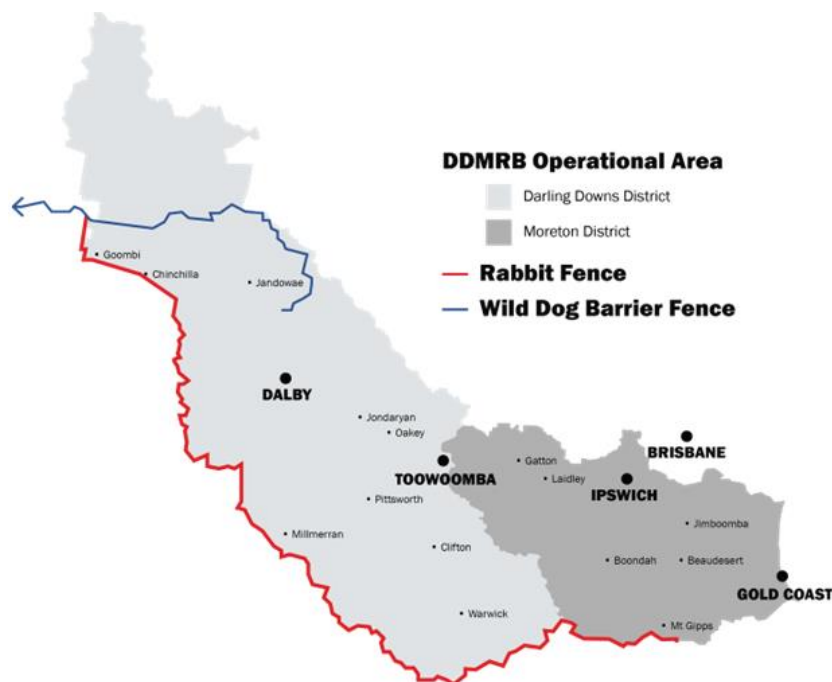 DDMRB Operational Area
Darling Downs District
Moreton District
Rabbit Fence
Wild Dog Barrier Fence
Goombi
Chinchilla
Jandowae
DALBY
Jondaryan
Oakey
BRISBANE
TOOWOOMBA
Gatton
Laidley
IPSWICH
Pittsworth
Jimboomba
Millmerran
Clifton
Boondah
Beaudesert
GOLD COAST
Warwick
Mt Gipps